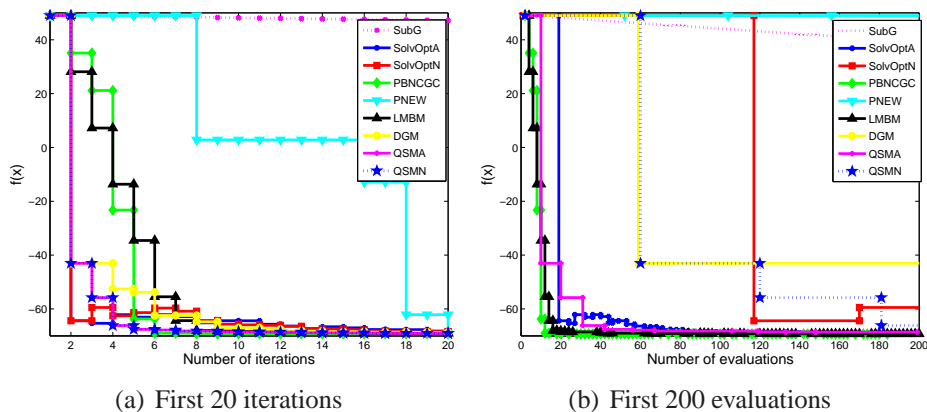 40
20
0
−20
−40
−60
f(x)
2 4 6 8 10 12 14 16 18 20
Number of iterations
SubG
SolvOptA
SolvOptN
PBNCGC
PNEW
LMBM
DGM
QSMA
QSMN
(a) First 20 iterations
40
20
0
−20
−40
−60
f(x)
0 20 40 60 80 100 120 140 160 180 200
Number of evaluations
SubG
SolvOptA
SolvOptN
PBNCGC
PNEW
LMBM
DGM
QSMA
QSMN
(b) First 200 evaluations